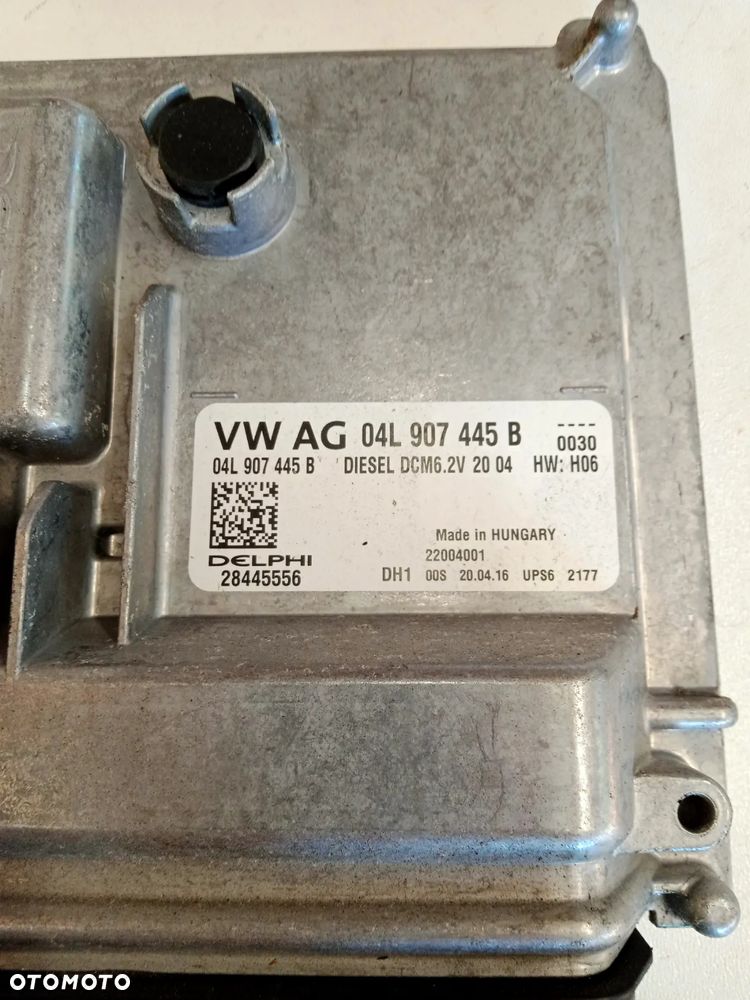 VW AG 04L 907 445 B
----
0030
04L 907 445 B DIESEL DCM6.2V 20 04 HW: H06
Made in HUNGARY
DELPHI 22004001
28445556 DH1 00S 20.04.16 UPS6 2177
OTOMOTO